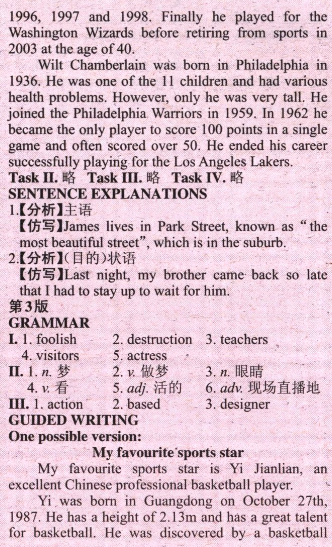 1996, 1997 and 1998. Finally he played for the
Washington Wizards before retiring from sports in
2003 at the age of 40.
Wilt Chamberlain was born in Philadelphia in
1936. He was one of the 11 children and had various
health problems. However, only he was very tall. He
joined the Philadelphia Warriors in 1959. In 1962 he
became the only player to score 100 points in a single
game and often scored over 50. He ended his career
successfully playing for the Los Angeles Lakers.
Task II. 略 Task III. 略 Task IV. 略
SENTENCE EXPLANATIONS
1.【分析】主语
【仿写】James lives in Park Street, known as “the
most beautiful street”, which is in the suburb.
2.【分析】(目的)状语
【仿写】Last night, my brother came back so late
that I had to stay up to wait for him.
第3版
GRAMMAR
I. 1. foolish 2. destruction 3. teachers
4. visitors 5. actress
II. 1. n. 梦 2. v. 做梦 3. n. 眼睛
4. v. 看 5. adj. 活的 6. adv. 现场直播地
III. 1. action 2. based 3. designer
GUIDED WRITING
One possible version:
My favourite sports star
My favourite sports star is Yi Jianlian, an
excellent Chinese professional basketball player.
Yi was born in Guangdong on October 27th,
1987. He has a height of 2.13m and has a great talent
for basketball. He was discovered by a basketball